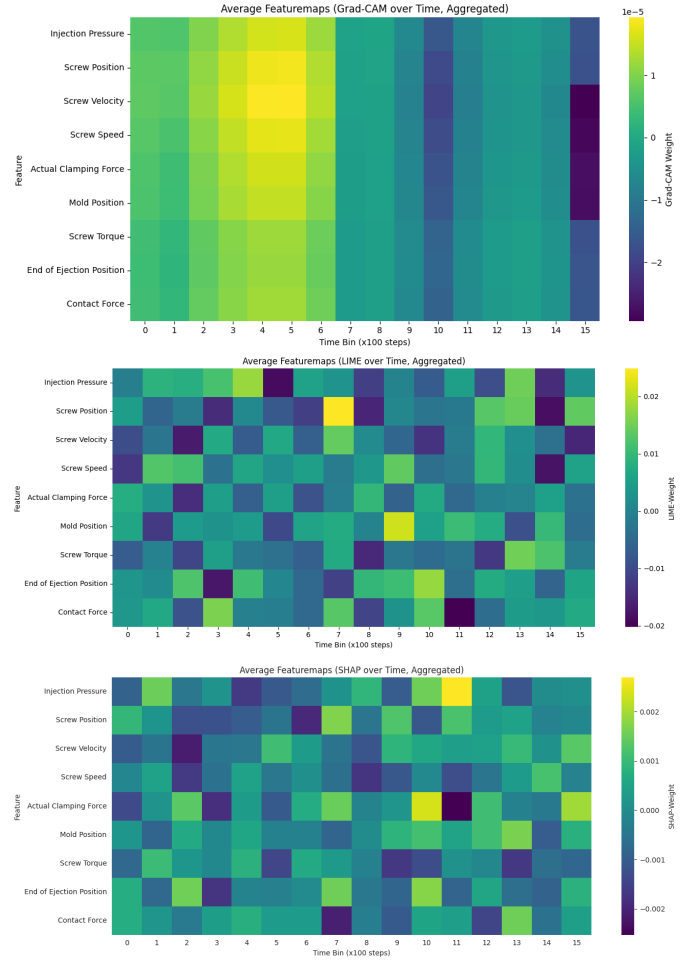 Average Featuremaps (Grad-CAM over Time, Aggregated)
1e−5
Injection Pressure
Screw Position
Screw Velocity
Screw Speed
Actual Clamping Force
Mold Position
Screw Torque
End of Ejection Position
Contact Force
Feature
0 1 2 3 4 5 6 7 8 9 10 11 12 13 14 15
Time Bin (x100 steps)
1
0
−1
−2
Grad-CAM Weight
Average Featuremaps (LIME over Time, Aggregated)
Injection Pressure
Screw Position
Screw Velocity
Screw Speed
Actual Clamping Force
Mold Position
Screw Torque
End of Ejection Position
Contact Force
Feature
0 1 2 3 4 5 6 7 8 9 10 11 12 13 14 15
Time Bin (x100 steps)
0.02
0.01
0.00
−0.01
−0.02
LIME-Weight
Average Featuremaps (SHAP over Time, Aggregated)
Injection Pressure
Screw Position
Screw Velocity
Screw Speed
Actual Clamping Force
Mold Position
Screw Torque
End of Ejection Position
Contact Force
Feature
0 1 2 3 4 5 6 7 8 9 10 11 12 13 14 15
Time Bin (x100 steps)
0.002
0.001
0.000
−0.001
−0.002
SHAP-Weight